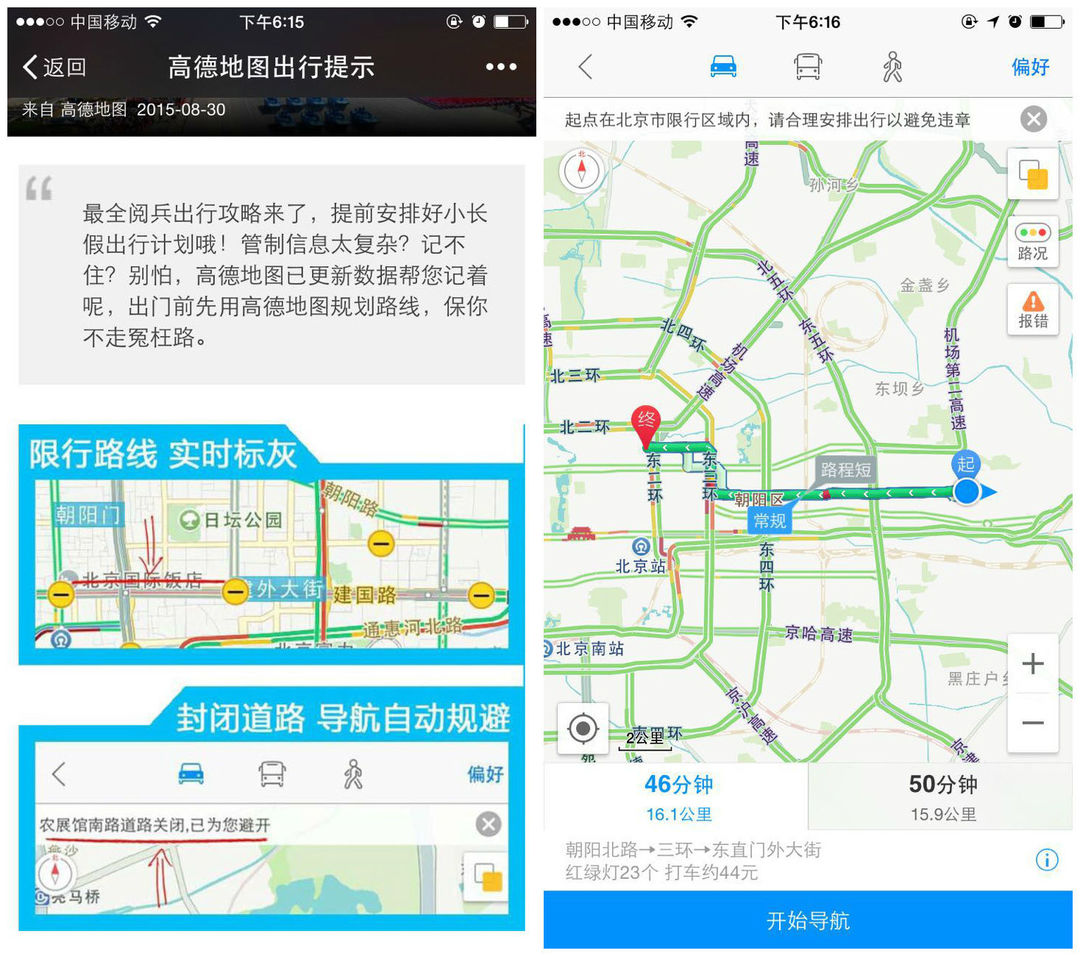 中国移动 下午6:15
返回 高德地图出行提示
来自 高德地图 2015-08-30
最全阅兵出行攻略来了，提前安排好小长
假出行计划哦！管制信息太复杂？记不
住？别怕，高德地图已更新数据帮您记着
呢，出门前先用高德地图规划路线，保你
不走冤枉路。
限行路线 实时标灰
朝阳门
日坛公园
朝阳路
北京国际饭店
外大街
建国路
通惠河北路
封闭道路 导航自动规避
偏好
农展馆南路道路关闭,已为您避开
北
亮马桥
中国移动 下午6:16
偏好
起点在北京市限行区域内，请合理安排出行以避免违章
北
高速
孙河乡
路况
金盏乡
报错
北五环
东五环
北四环
机场高速
机场第二高速
北三环
东坝乡
北二环
终
东二环
东三环
路程短
起
朝阳区
常规
北京站
东四环
京哈高速
北京南站
黑庄户乡
京沪高速
2公里
46分钟
16.1公里
50分钟
15.9公里
朝阳北路→三环→东直门外大街
红绿灯23个 打车约44元
开始导航